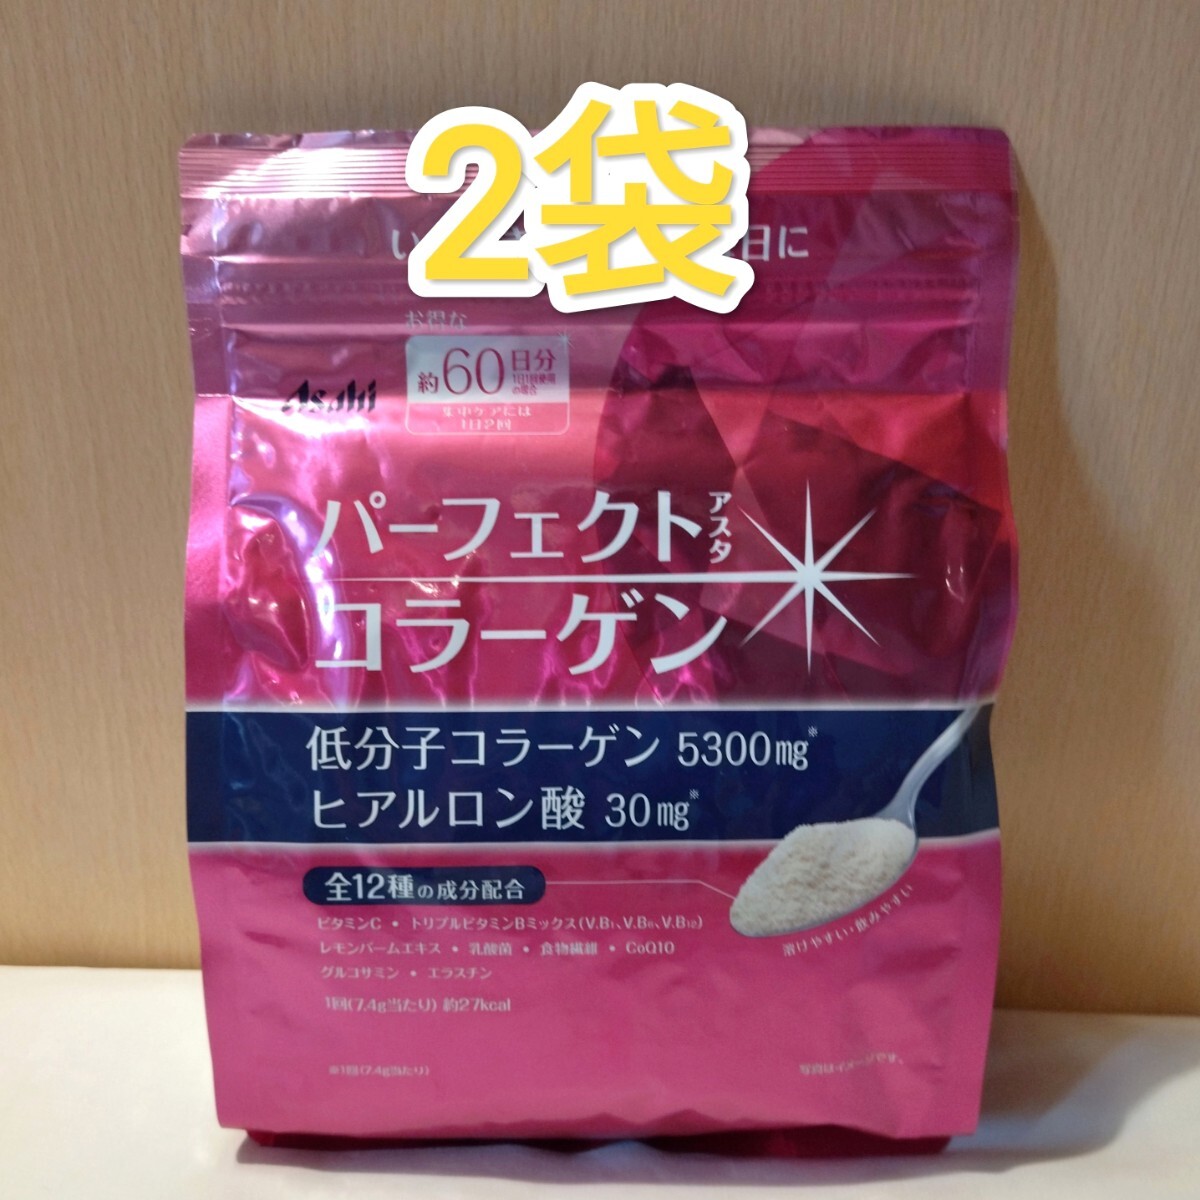 2袋
日に
お得な
約60日分
1日1回使用
の場合
集中ケアには
1日2回
Asahi
パーフェクト
アスタ
コラーゲン
低分子コラーゲン 5300mg※
ヒアルロン酸 30mg※
全12種の成分配合
ビタミンC・トリプルビタミンBミックス(V.B1、V.B6、V.B12)
レモンバームエキス・乳酸菌・食物繊維・CoQ10
グルコサミン・エラスチン
1回(7.4g当たり)約27kcal
溶けやすい・飲みやすい
※1回(7.4g当たり)
写真はイメージです。